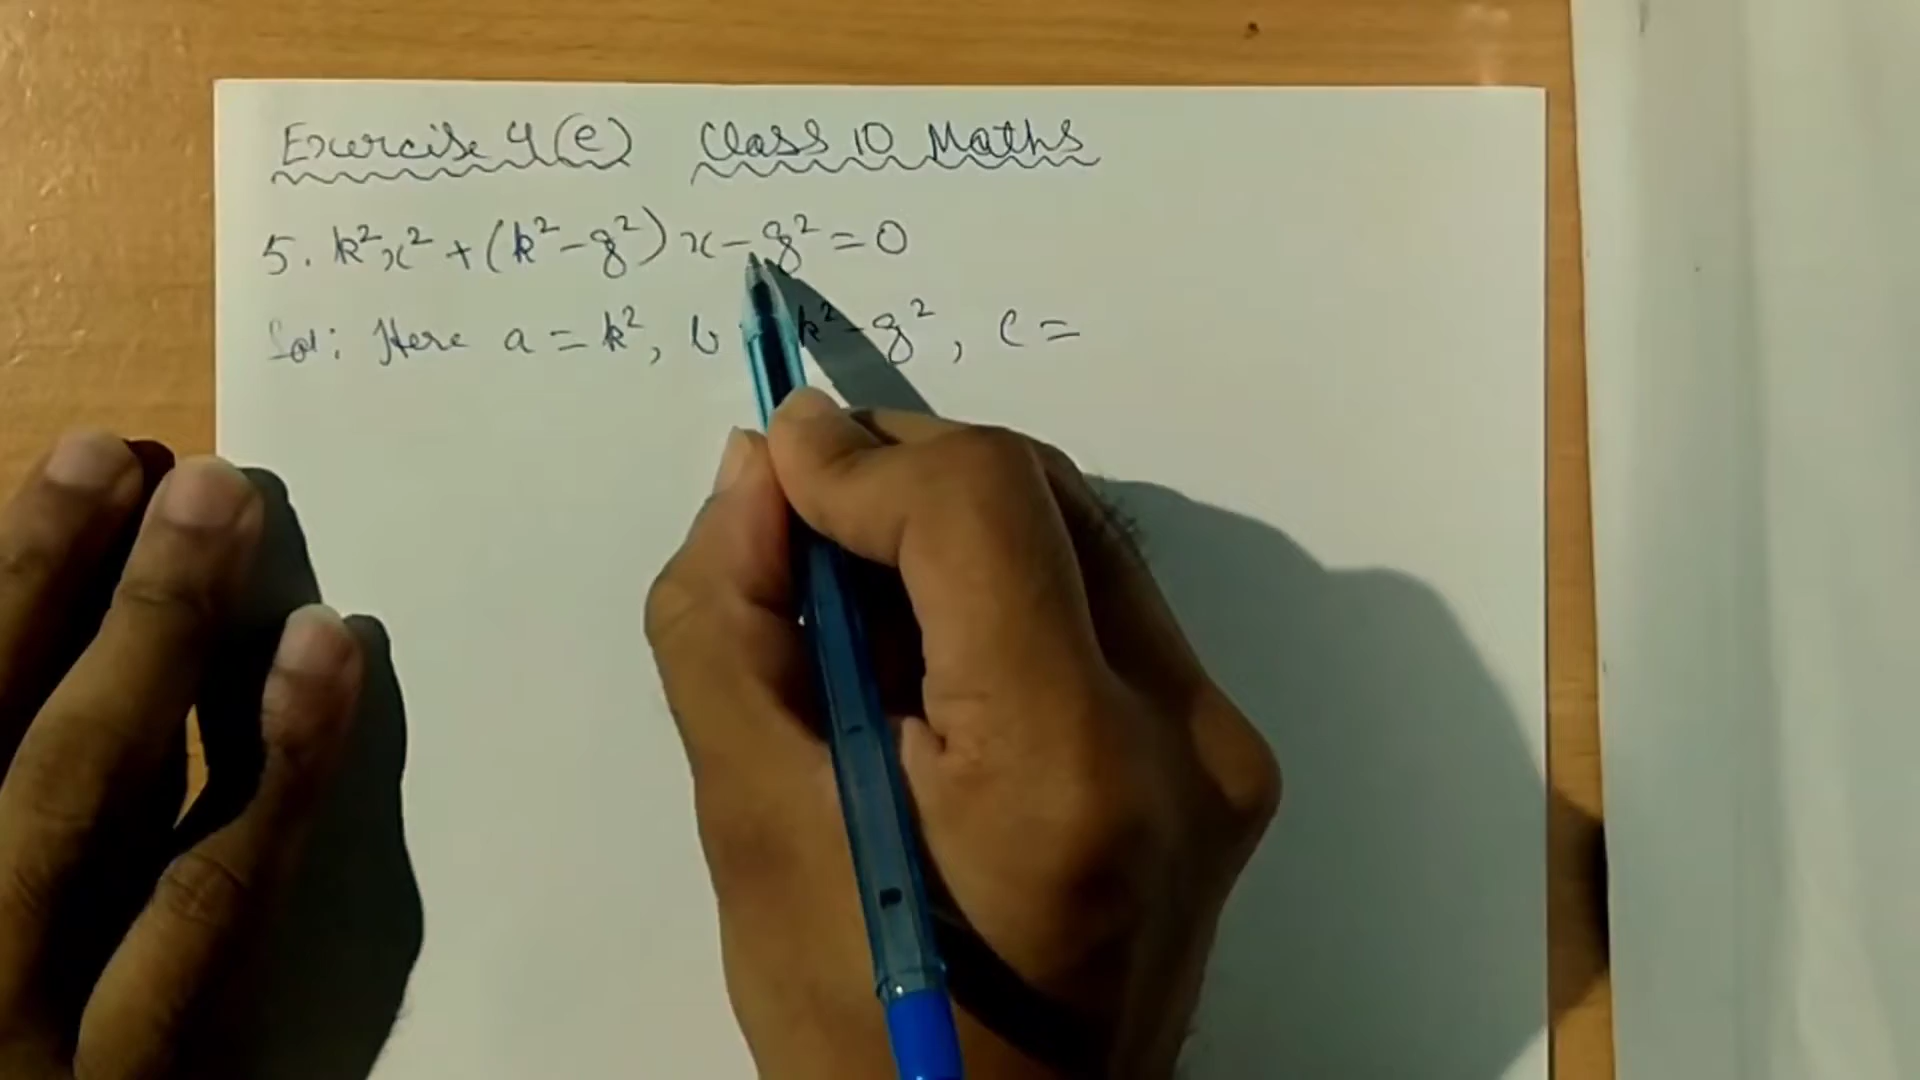 Exercise 4(e) Class 10 Maths
5. k²x² + (k² - g²) x - g² = 0
Sol: Here a = k², b k² - g², c =